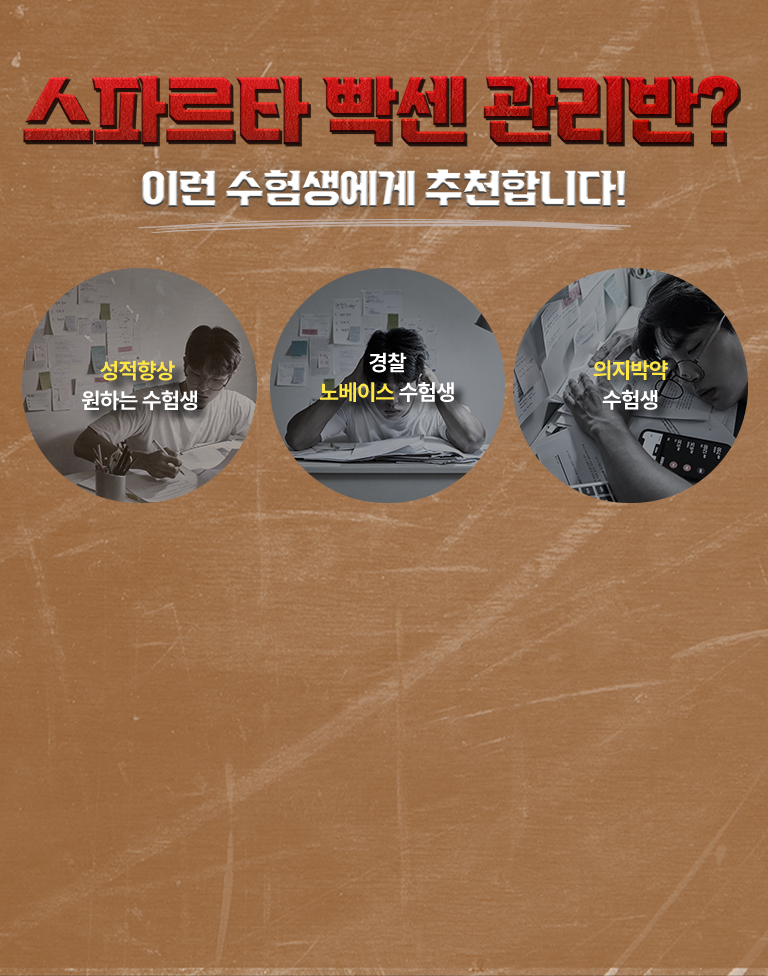 스파르타 빡센 관리반?
이런 수험생에게 추천합니다!
성적향상
원하는 수험생
경찰
노베이스 수험생
의지박약
수험생